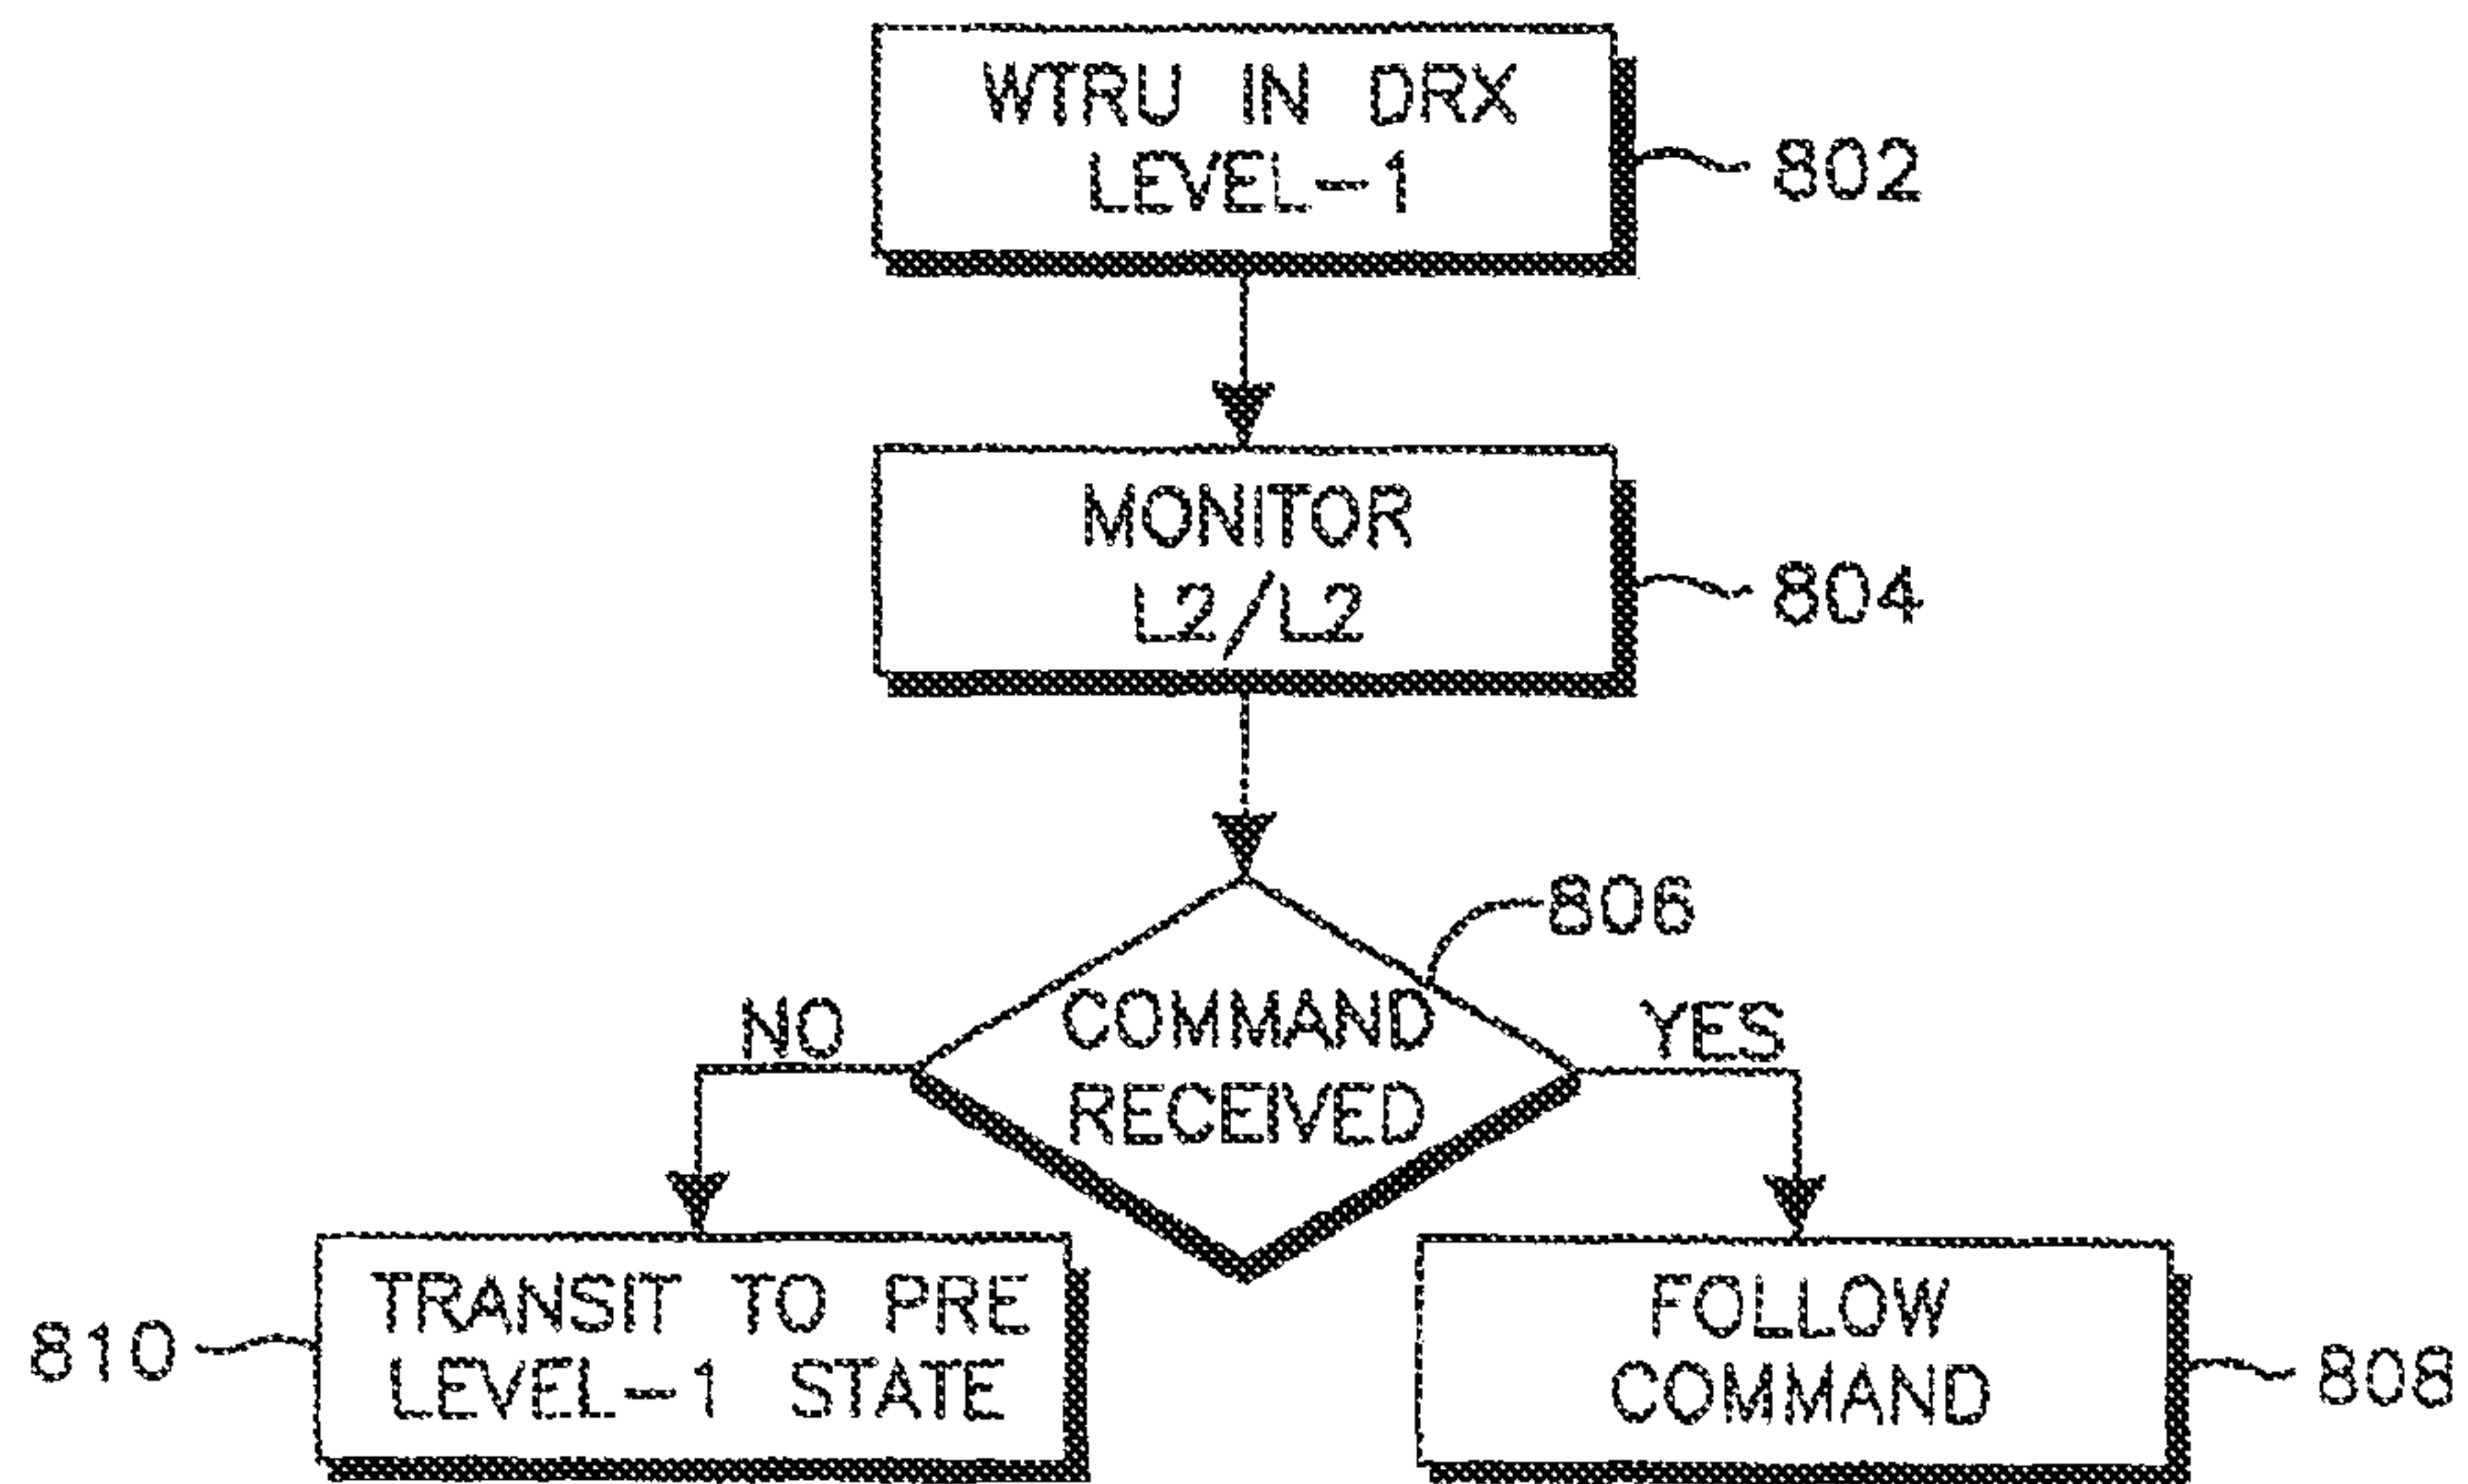 WTRU IN DRX
LEVEL-1
802
MONITOR
L2/L2
804
806
COMMAND
RECEIVED
NO
YES
TRANSIT TO PRE
LEVEL-1 STATE
810
FOLLOW
COMMAND
808